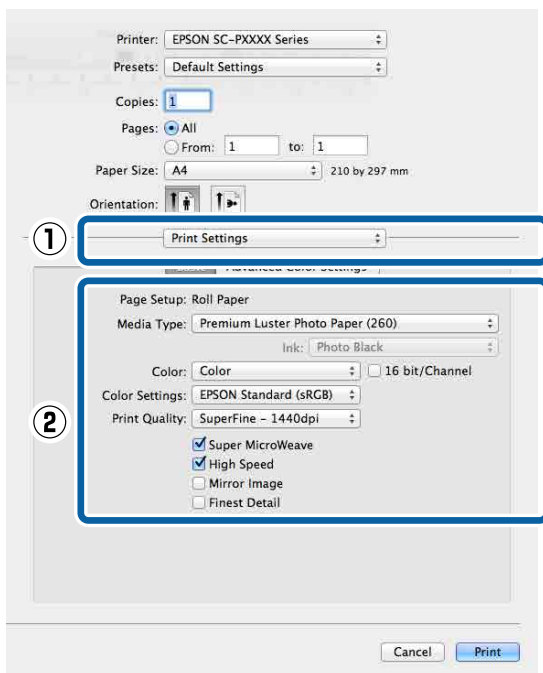 Printer: EPSON SC-PXXXX Series
Presets: Default Settings
Copies: 1
Pages: All
From: 1 to: 1
Paper Size: A4 210 by 297 mm
Orientation:
1 Print Settings
Advanced Color Settings
Page Setup: Roll Paper
Media Type: Premium Luster Photo Paper (260)
Ink: Photo Black
Color: Color 16 bit/Channel
Color Settings: EPSON Standard (sRGB)
2 Print Quality: SuperFine - 1440dpi
Super MicroWeave
High Speed
Mirror Image
Finest Detail
Cancel Print